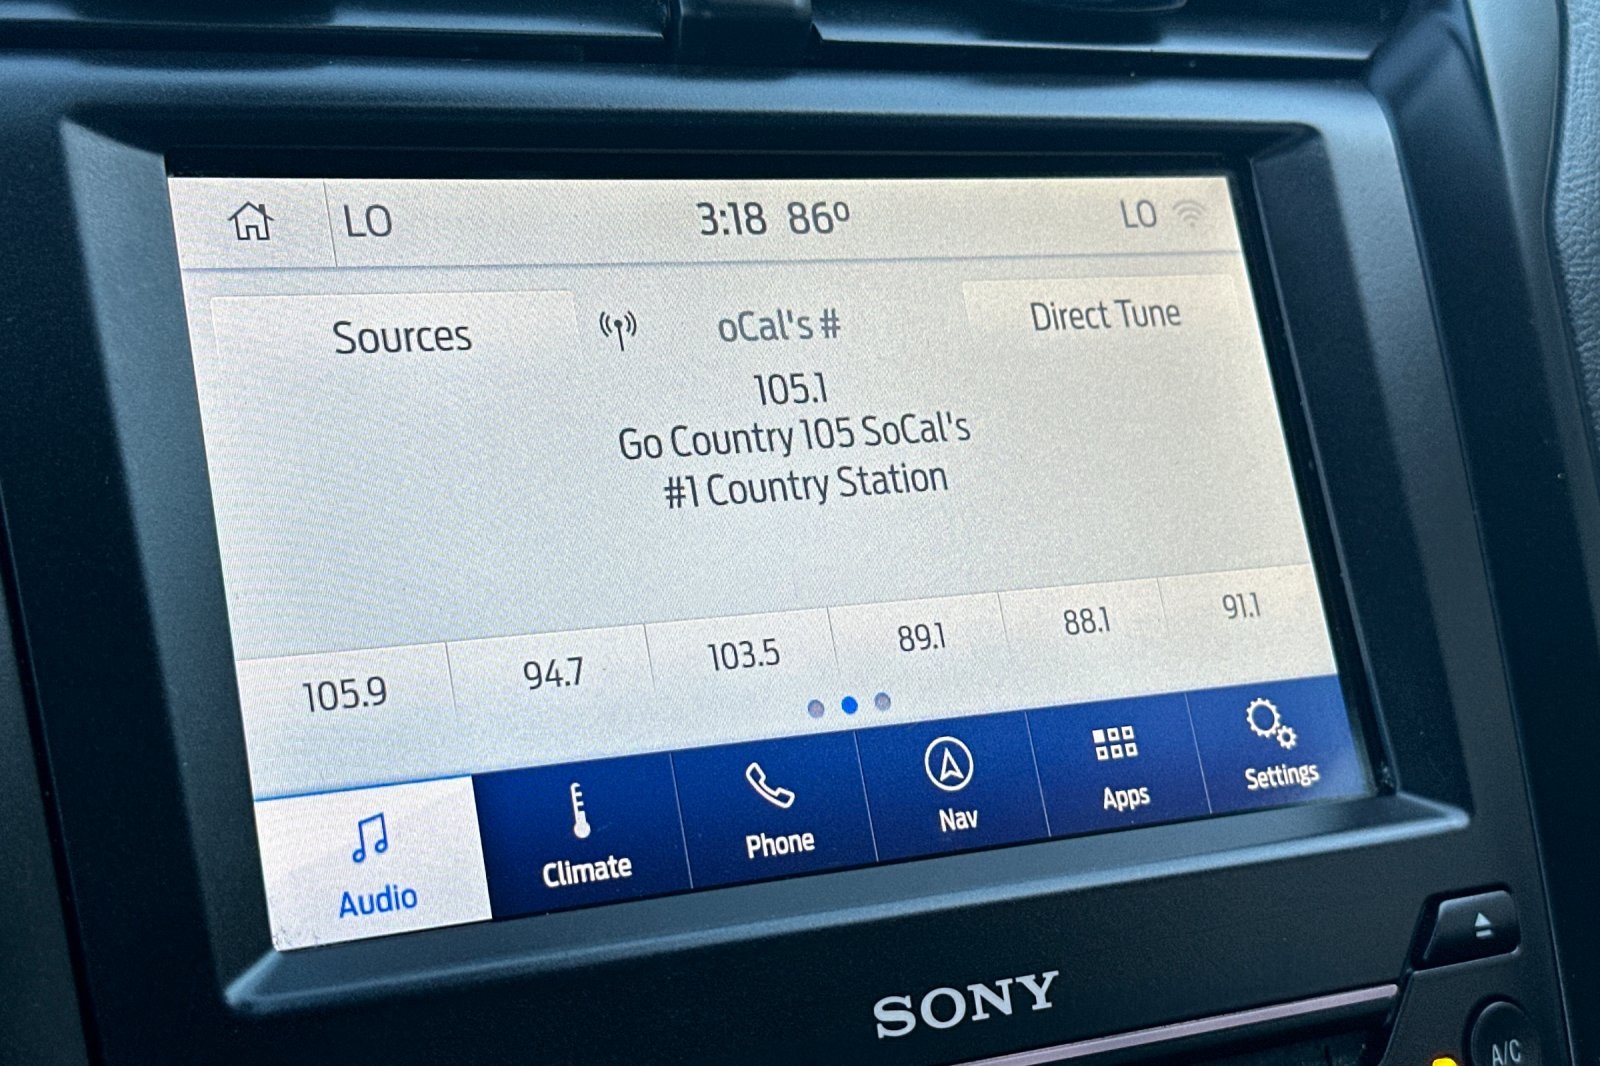 LO 3:18 86° LO
Sources oCal's # Direct Tune
105.1
Go Country 105 SoCal's
#1 Country Station
105.9 94.7 103.5 89.1 88.1 91.1
Audio Climate Phone Nav Apps Settings
SONY
A/C